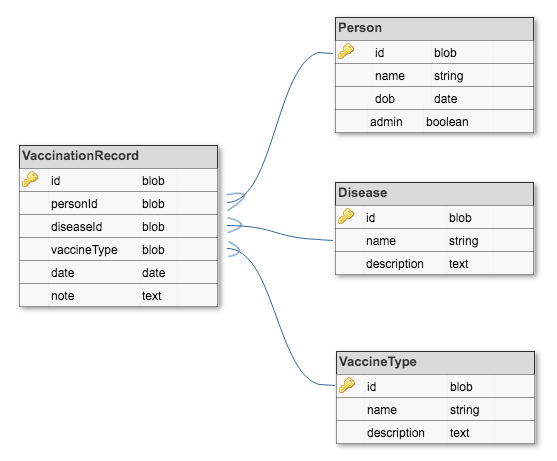 Person
id blob
name string
dob date
admin boolean
VaccinationRecord
id blob
personId blob
diseaseId blob
vaccineType blob
date date
note text
Disease
id blob
name string
description text
VaccineType
id blob
name string
description text